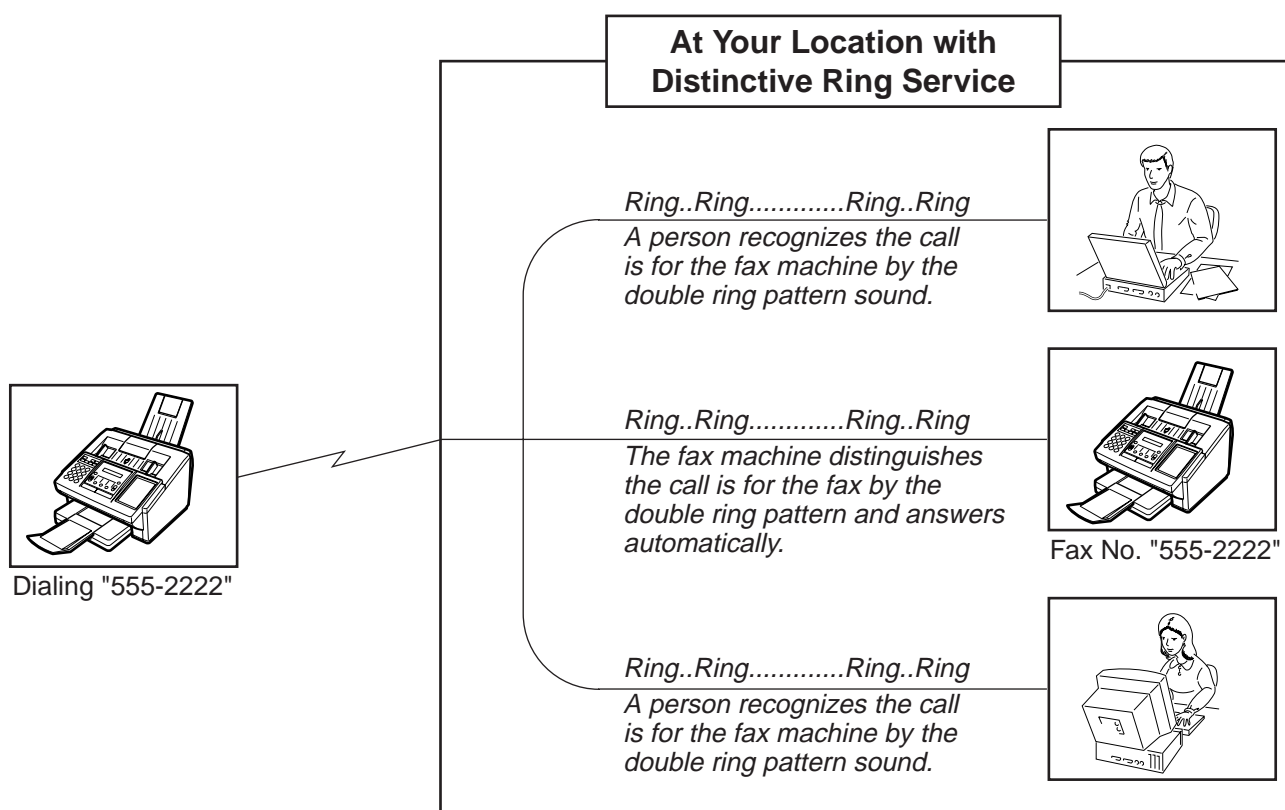 At Your Location with
Distinctive Ring Service
Ring..Ring.............Ring..Ring
A person recognizes the call
is for the fax machine by the
double ring pattern sound.
Ring..Ring.............Ring..Ring
The fax machine distinguishes
the call is for the fax by the
double ring pattern and answers
automatically.
Fax No. "555-2222"
Dialing "555-2222"
Ring..Ring.............Ring..Ring
A person recognizes the call
is for the fax machine by the
double ring pattern sound.